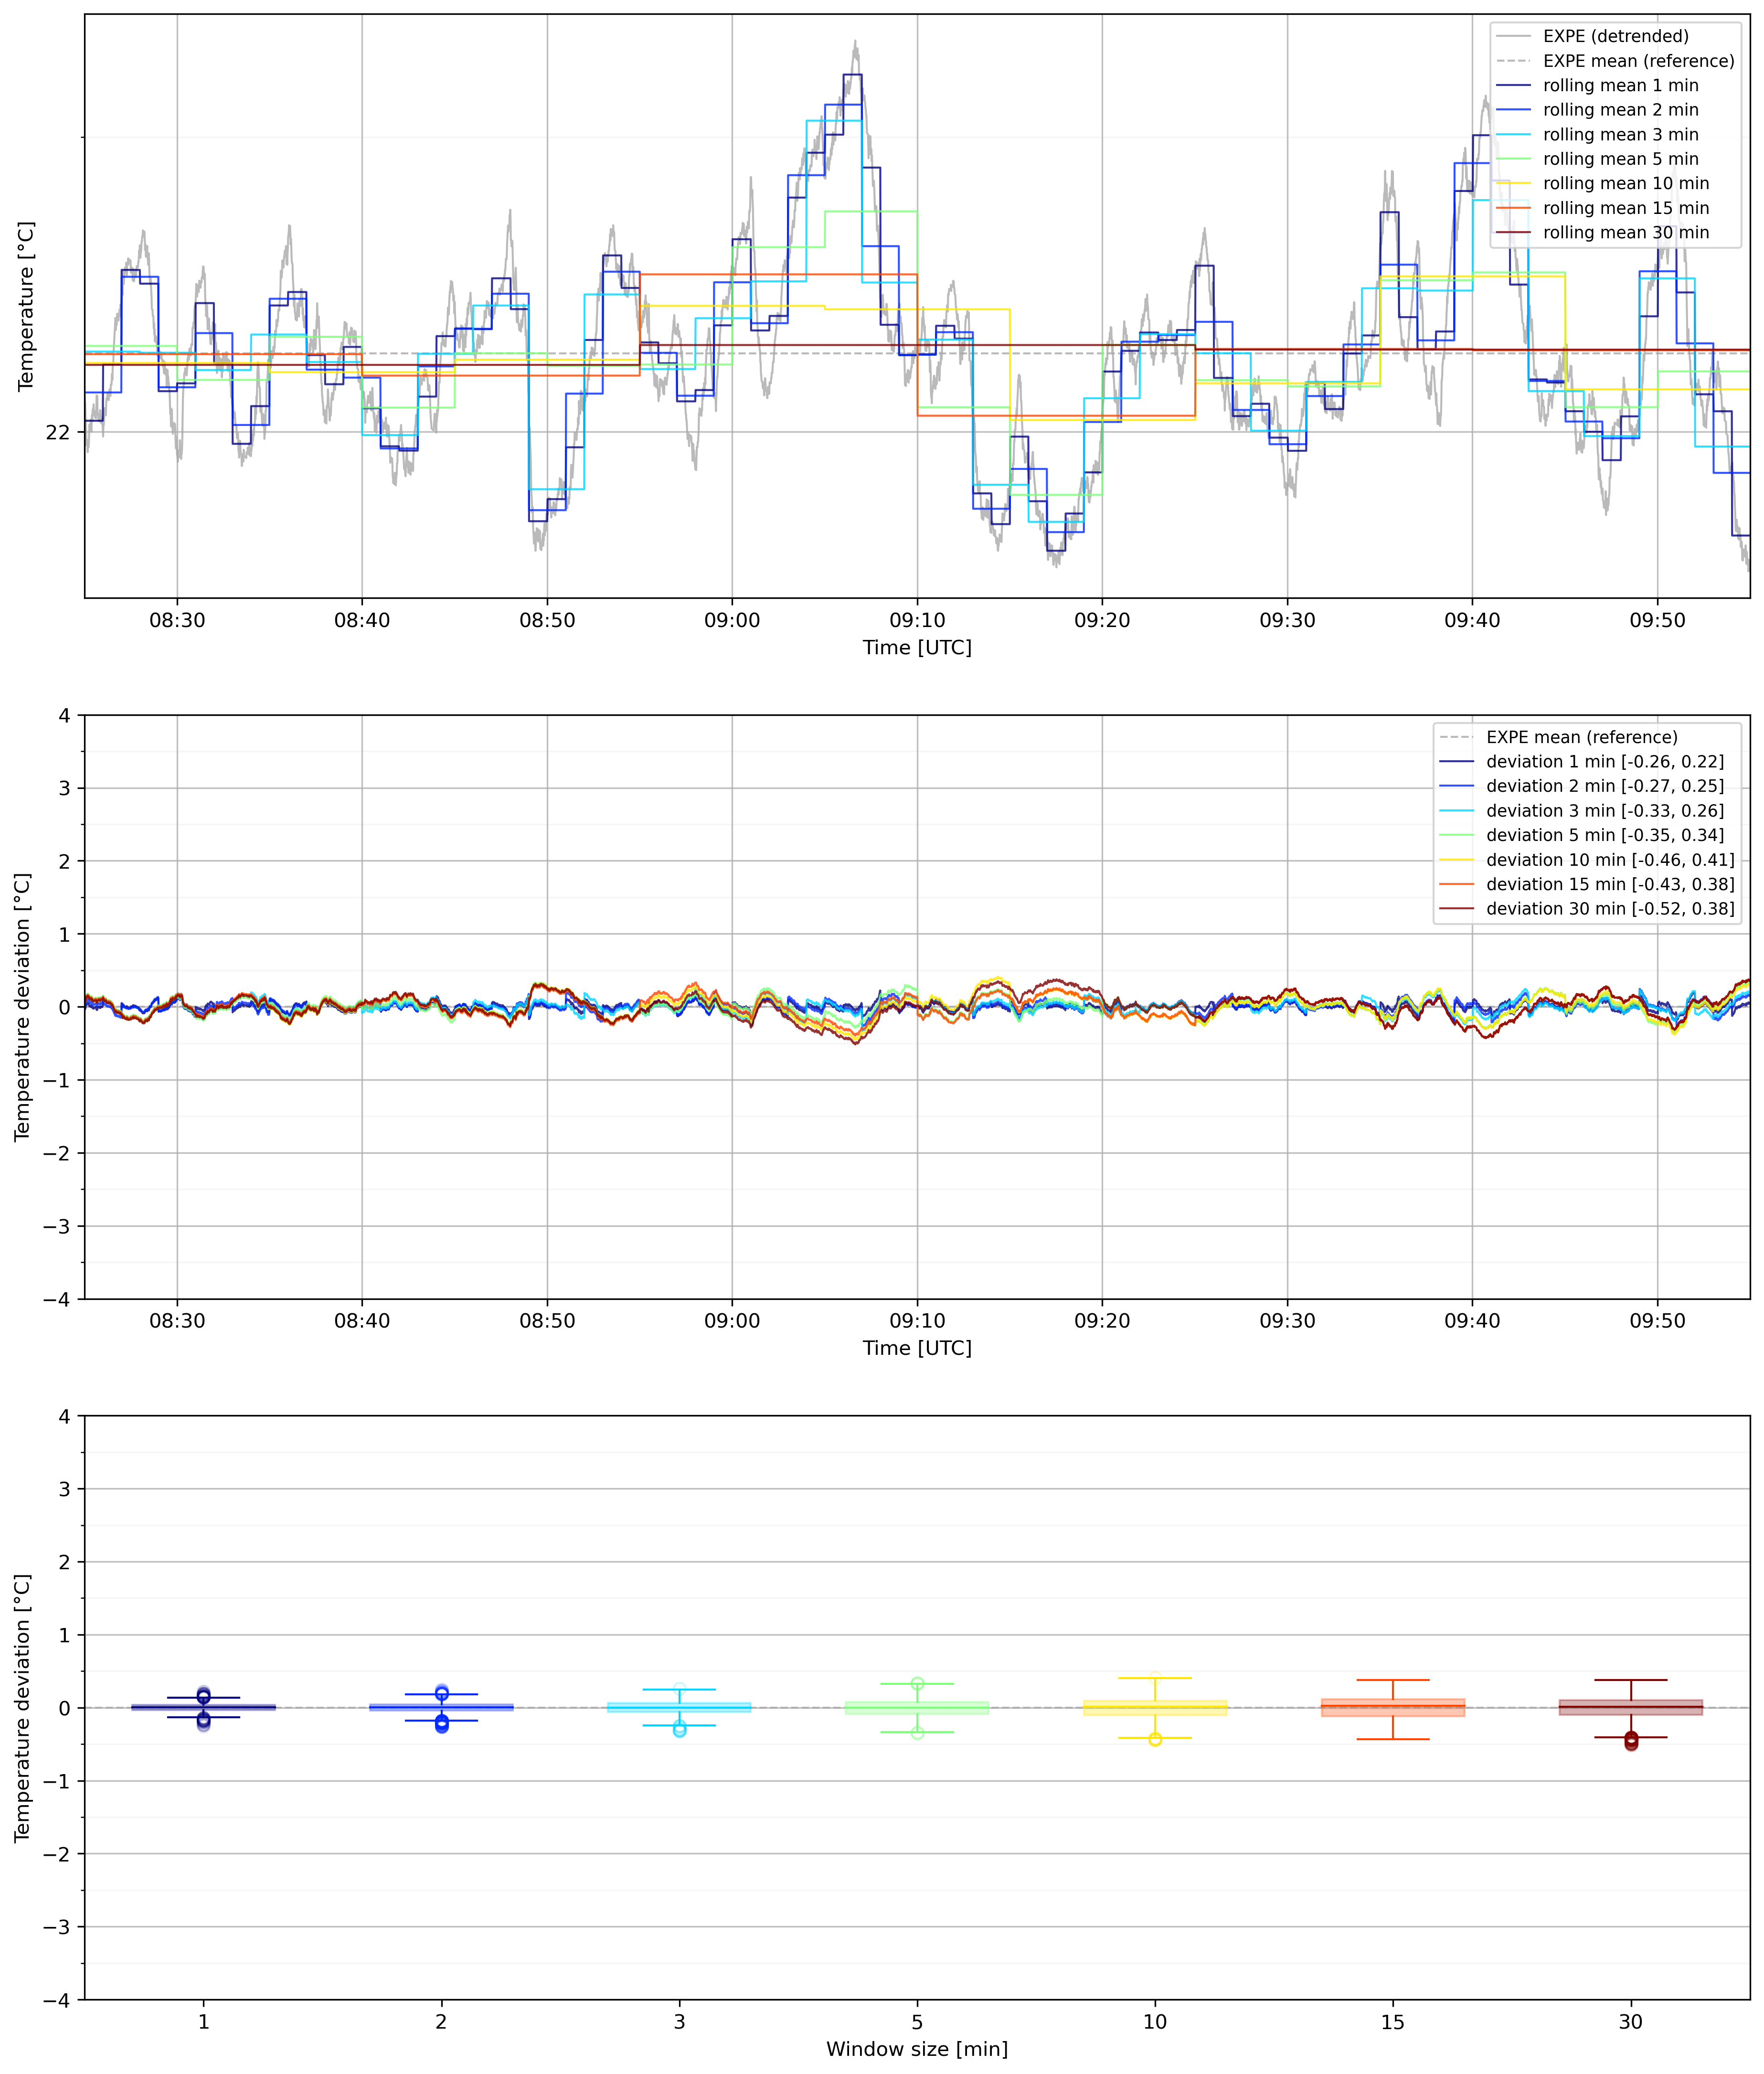 EXPE (detrended)
EXPE mean (reference)
rolling mean 1 min
rolling mean 2 min
rolling mean 3 min
rolling mean 5 min
rolling mean 10 min
rolling mean 15 min
rolling mean 30 min
Temperature [°C]
22
08:30 08:40 08:50 09:00 09:10 09:20 09:30 09:40 09:50
Time [UTC]
EXPE mean (reference)
deviation 1 min [-0.26, 0.22]
deviation 2 min [-0.27, 0.25]
deviation 3 min [-0.33, 0.26]
deviation 5 min [-0.35, 0.34]
deviation 10 min [-0.46, 0.41]
deviation 15 min [-0.43, 0.38]
deviation 30 min [-0.52, 0.38]
Temperature deviation [°C]
4
3
2
1
0
−1
−2
−3
−4
08:30 08:40 08:50 09:00 09:10 09:20 09:30 09:40 09:50
Time [UTC]
Temperature deviation [°C]
4
3
2
1
0
−1
−2
−3
−4
1 2 3 5 10 15 30
Window size [min]